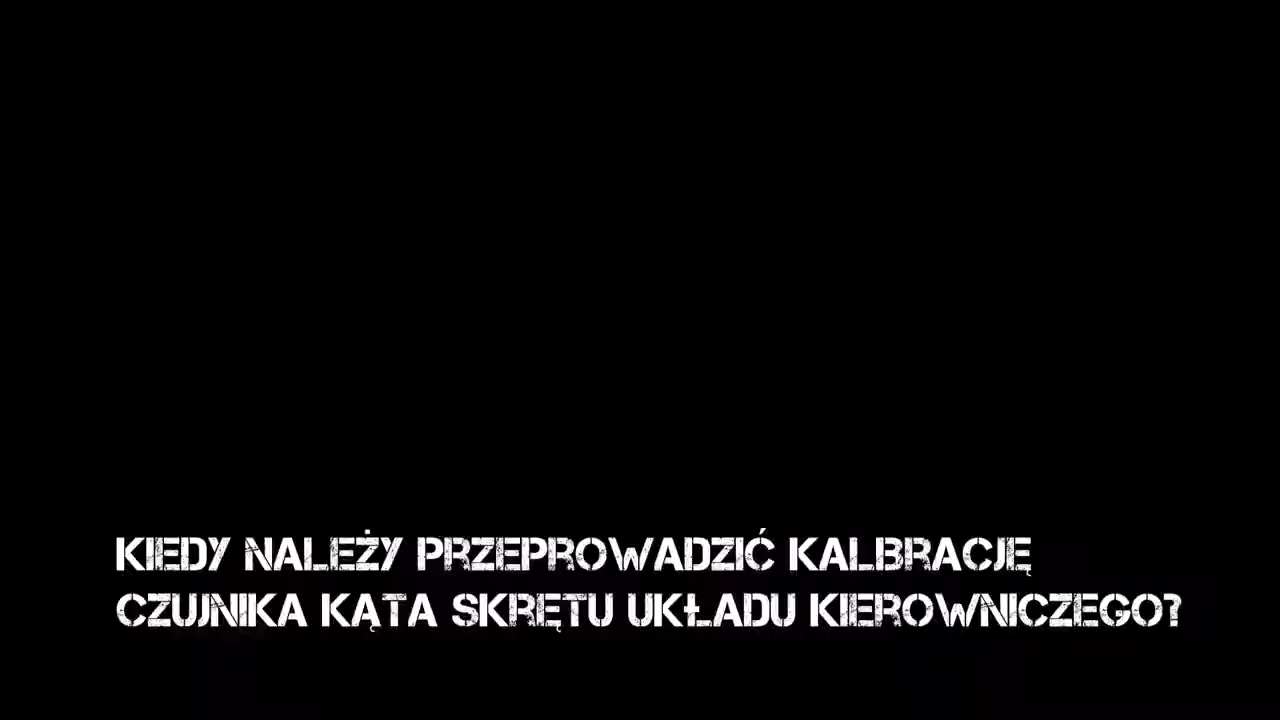 KIEDY NALEŻY PRZEPROWADZIĆ KALBRACJĘ
CZUJNIKA KĄTA SKRĘTU UKŁADU KIEROWNICZEGO?